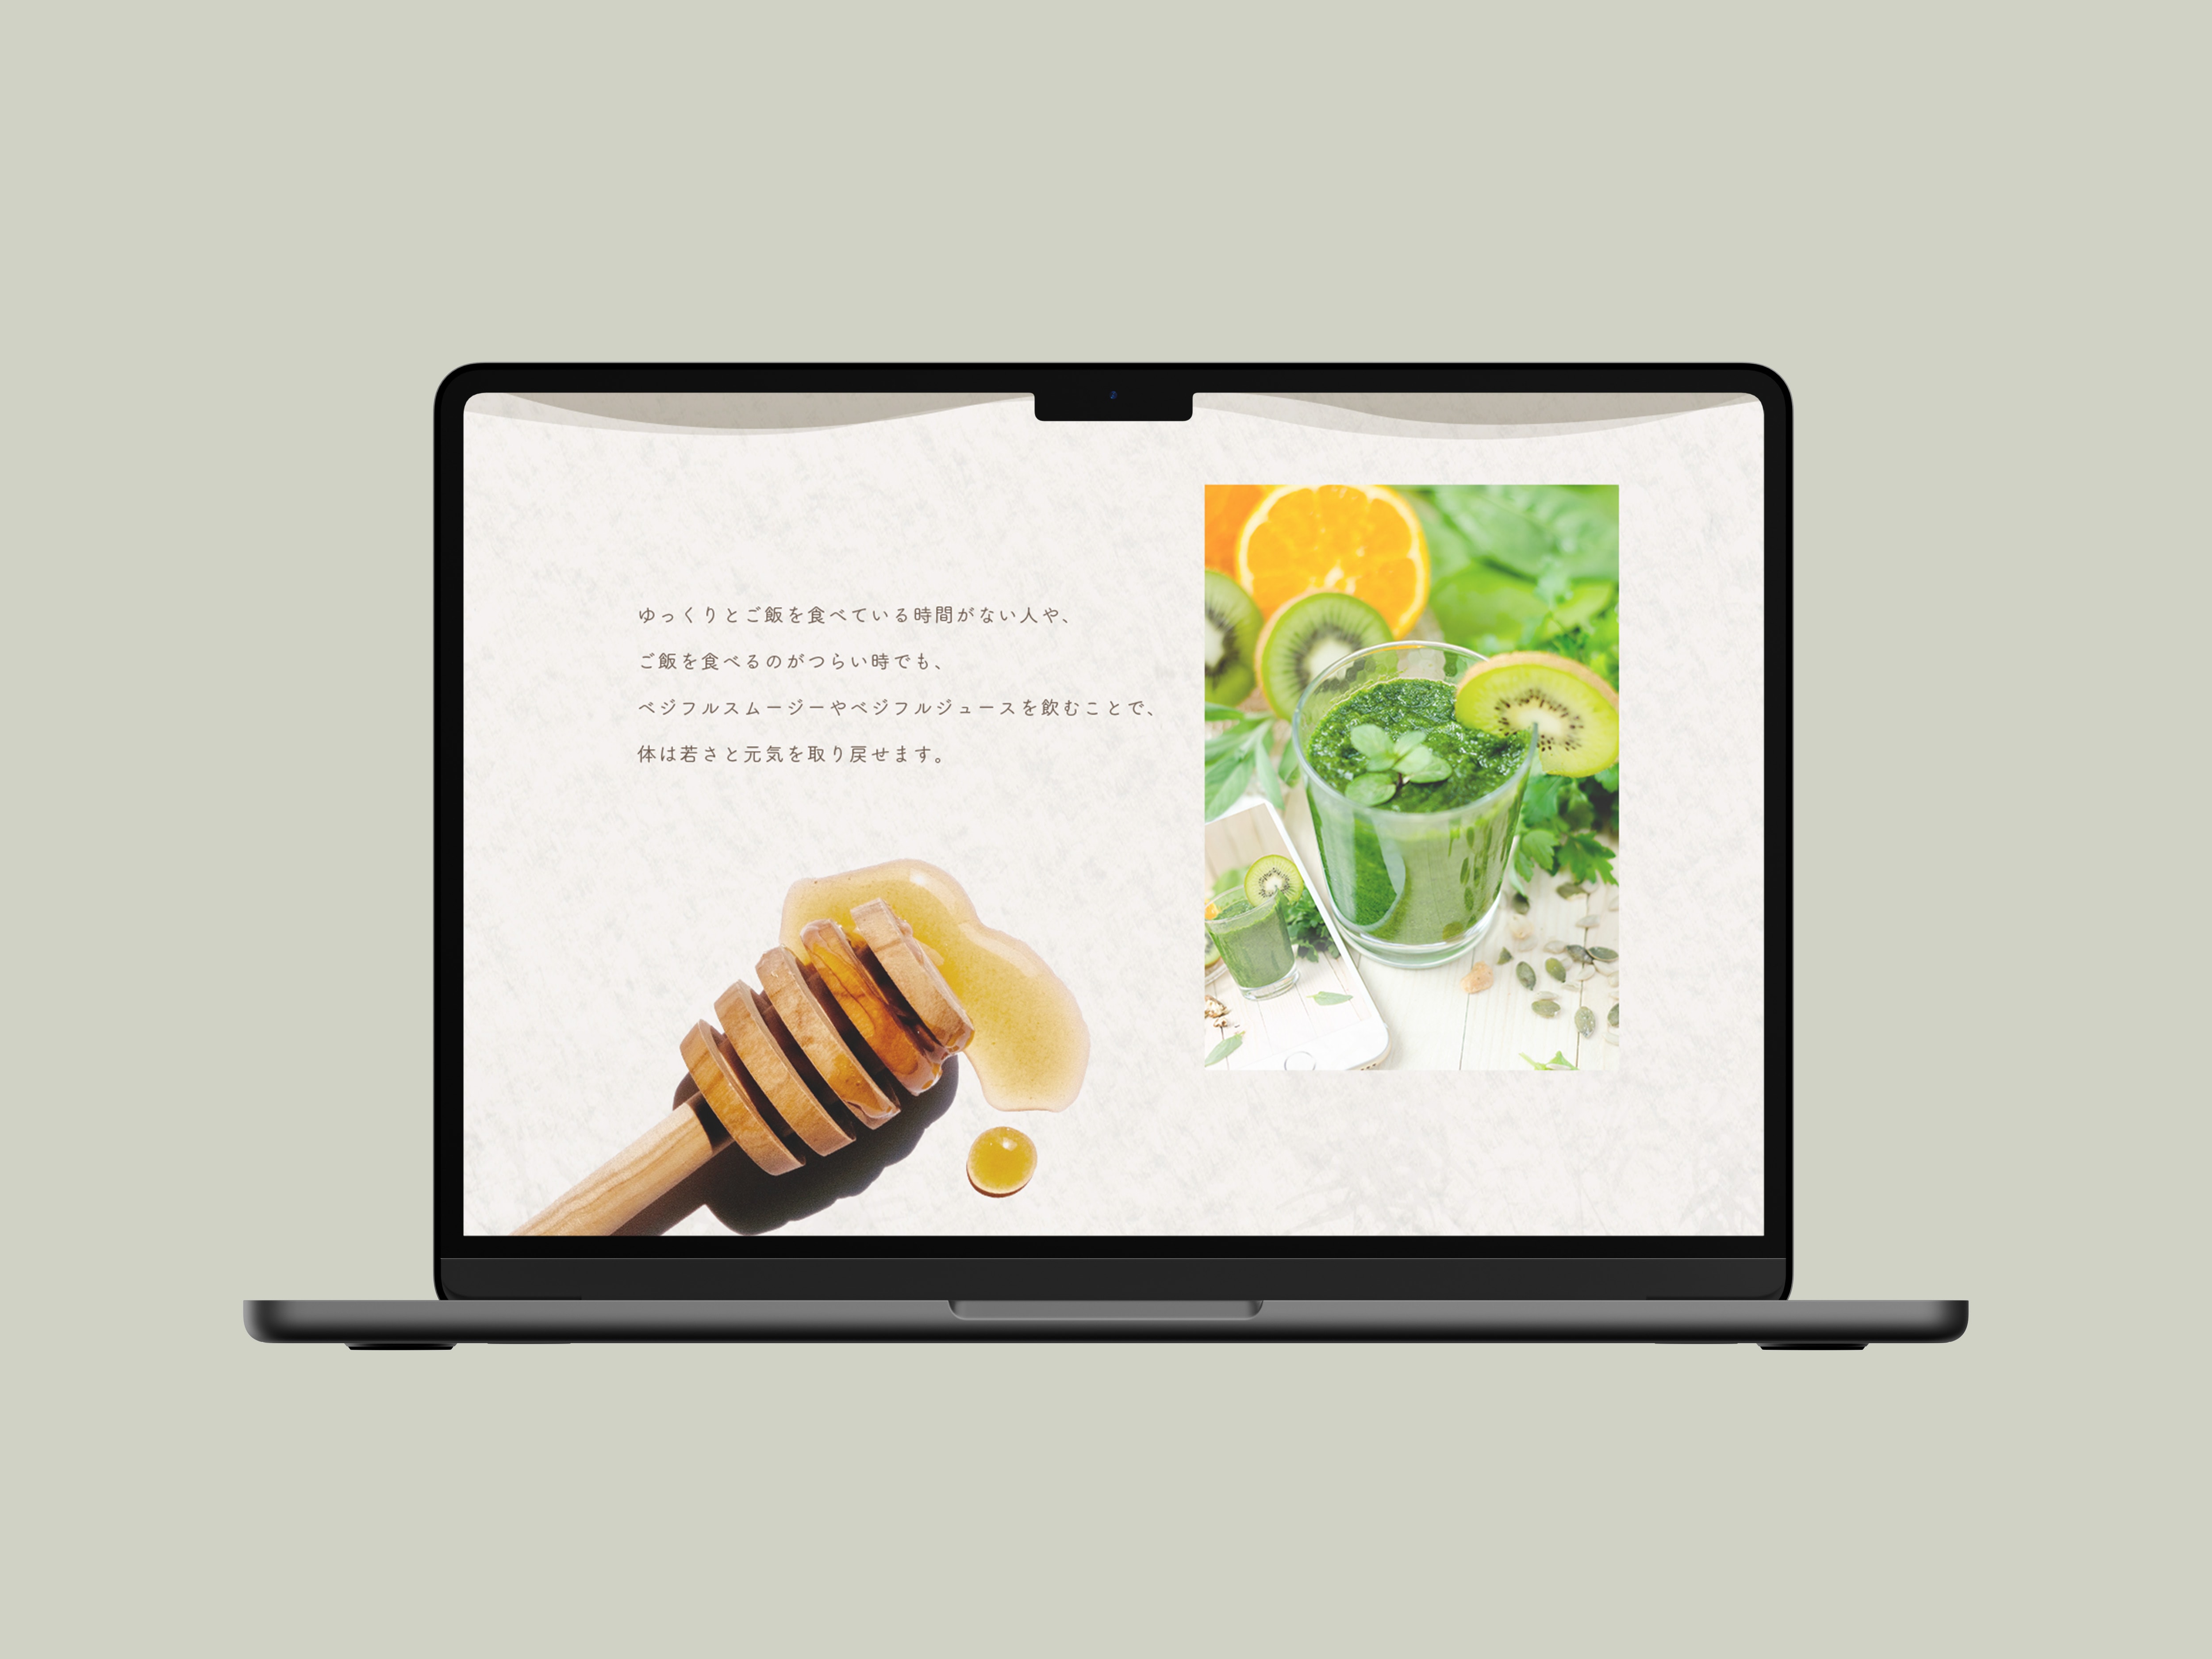 ゆっくりとご飯を食べている時間がない人や、
ご飯を食べるのがつらい時でも、
ベジフルスムージーやベジフルジュースを飲むことで、
体は若さと元気を取り戻せます。